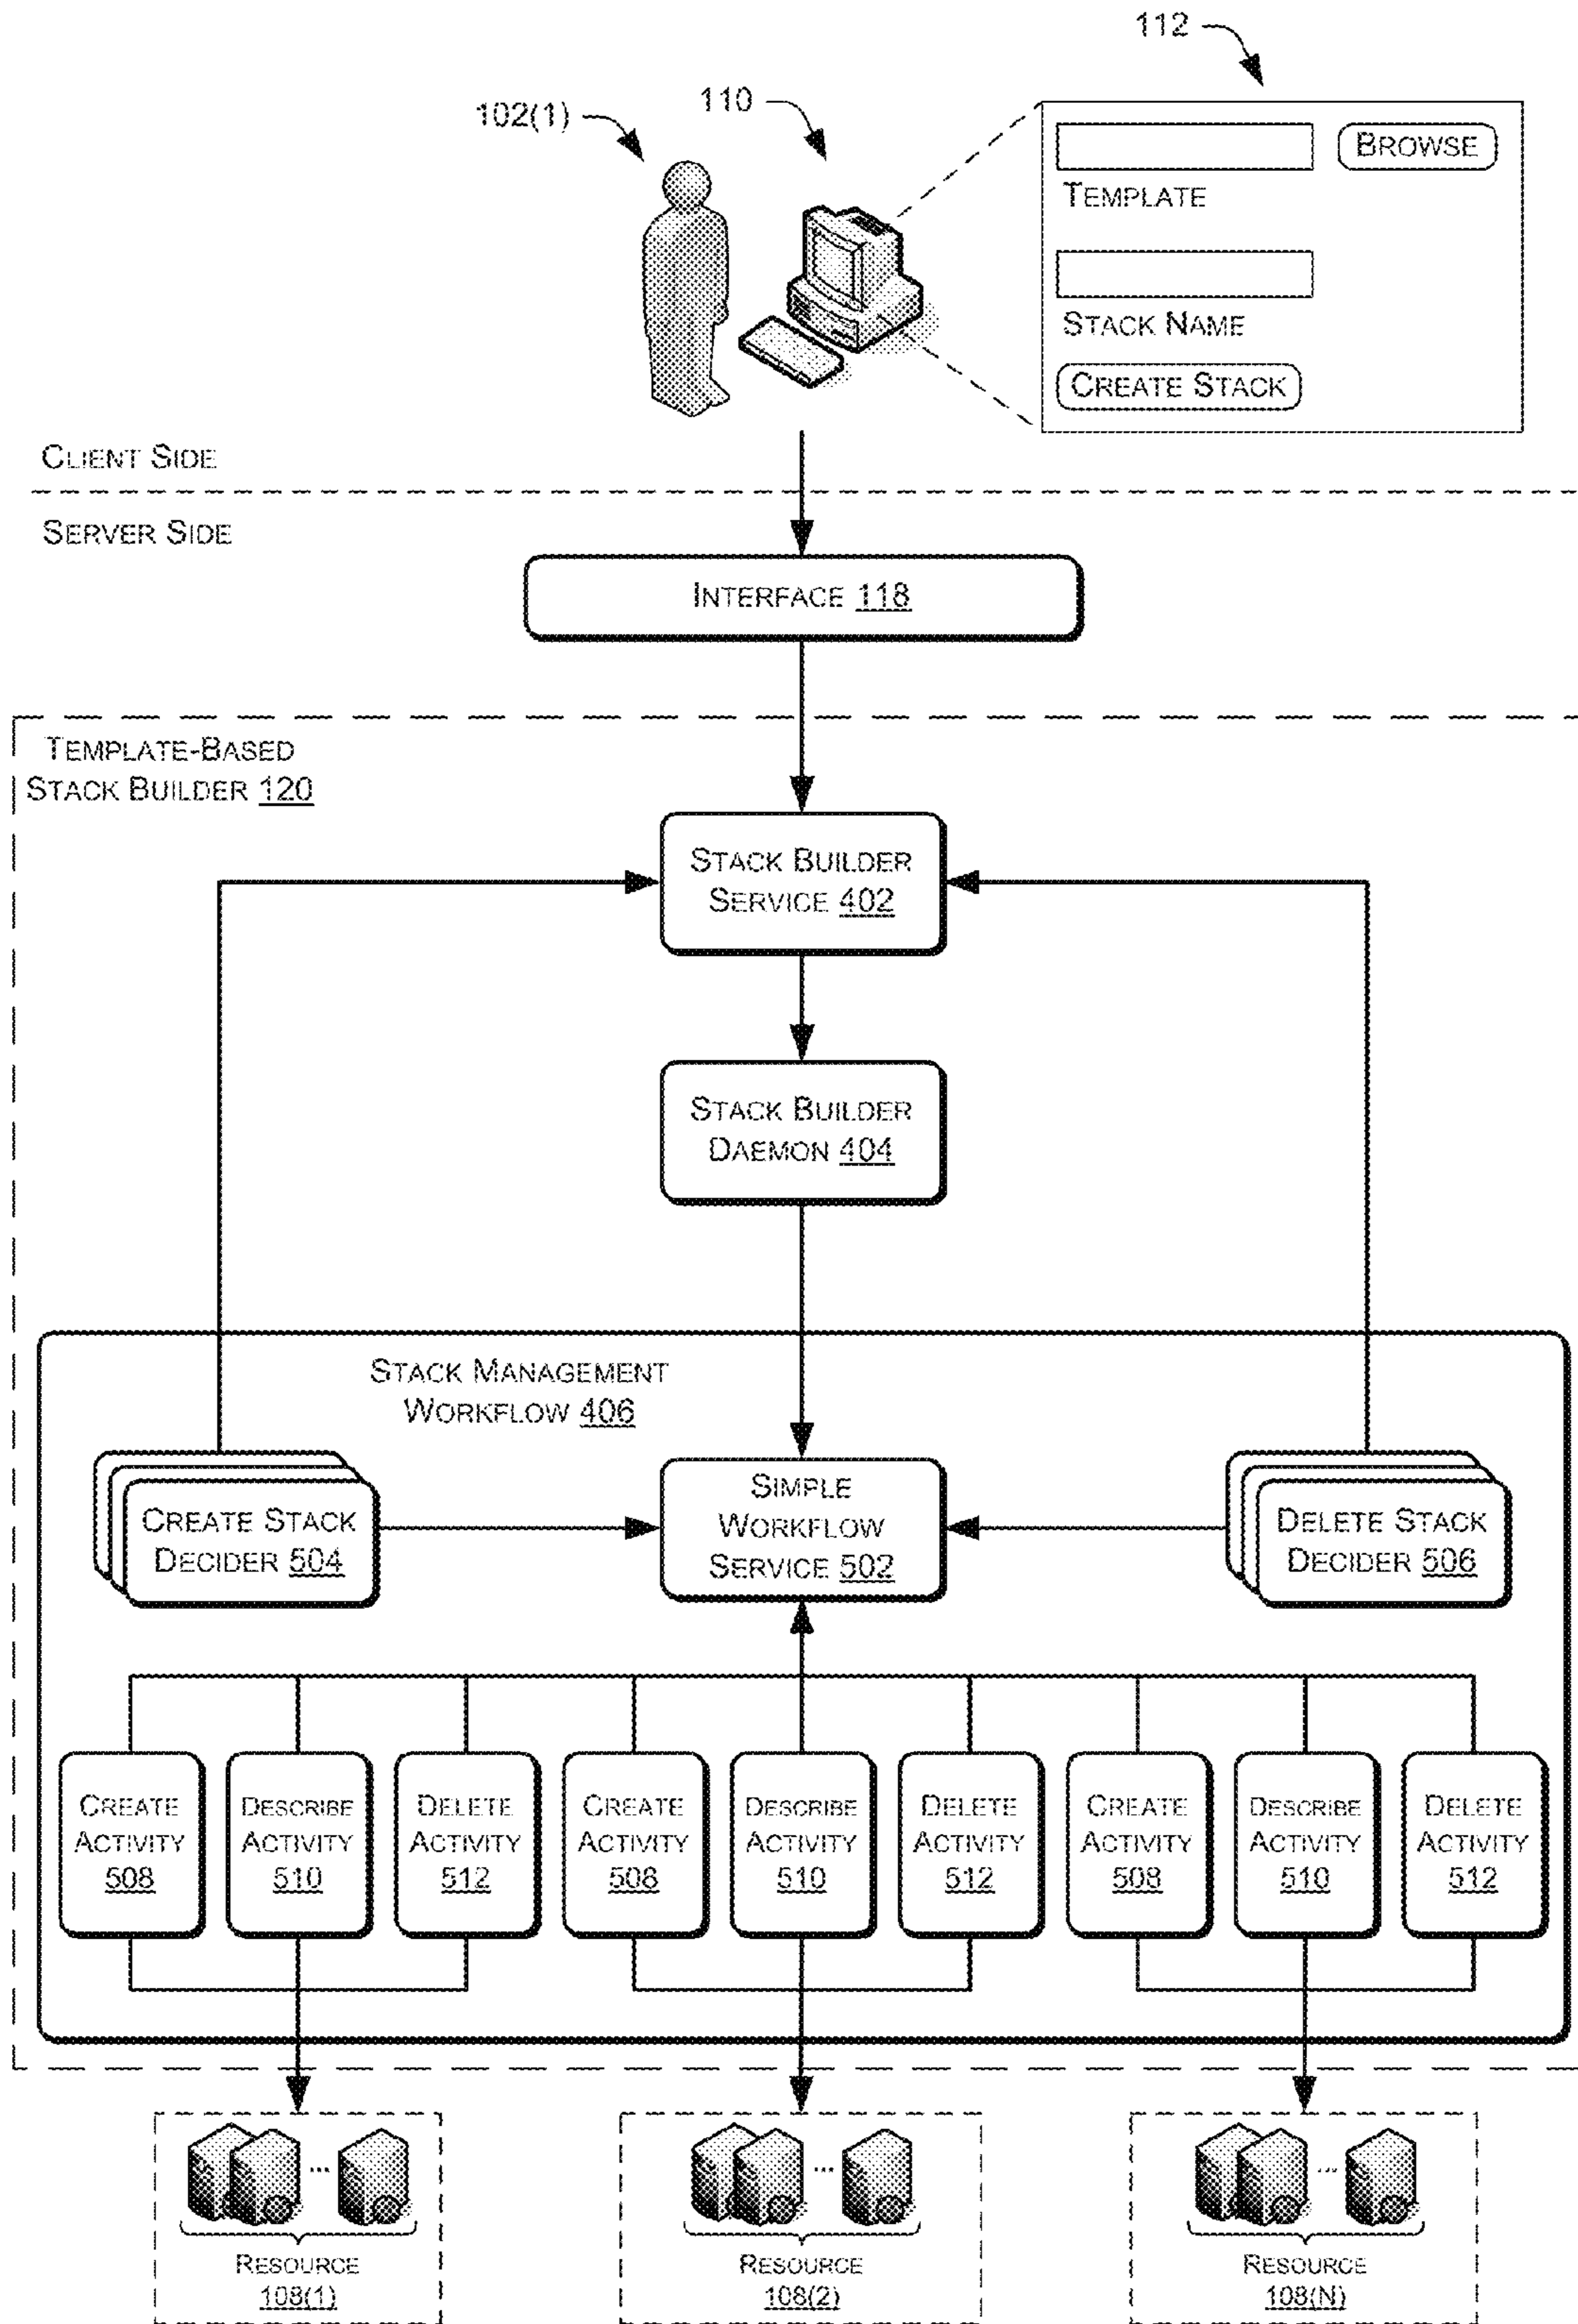 112
110
102(1)
BROWSE
TEMPLATE
STACK NAME
CREATE STACK
CLIENT SIDE
SERVER SIDE
INTERFACE 118
TEMPLATE-BASED
STACK BUILDER 120
STACK BUILDER
SERVICE 402
STACK BUILDER
DAEMON 404
STACK MANAGEMENT
WORKFLOW 406
CREATE STACK
DECIDER 504
SIMPLE
WORKFLOW
SERVICE 502
DELETE STACK
DECIDER 506
CREATE
ACTIVITY
508
DESCRIBE
ACTIVITY
510
DELETE
ACTIVITY
512
CREATE
ACTIVITY
508
DESCRIBE
ACTIVITY
510
DELETE
ACTIVITY
512
CREATE
ACTIVITY
508
DESCRIBE
ACTIVITY
510
DELETE
ACTIVITY
512
...
...
...
RESOURCE
108(1)
RESOURCE
108(2)
RESOURCE
108(N)